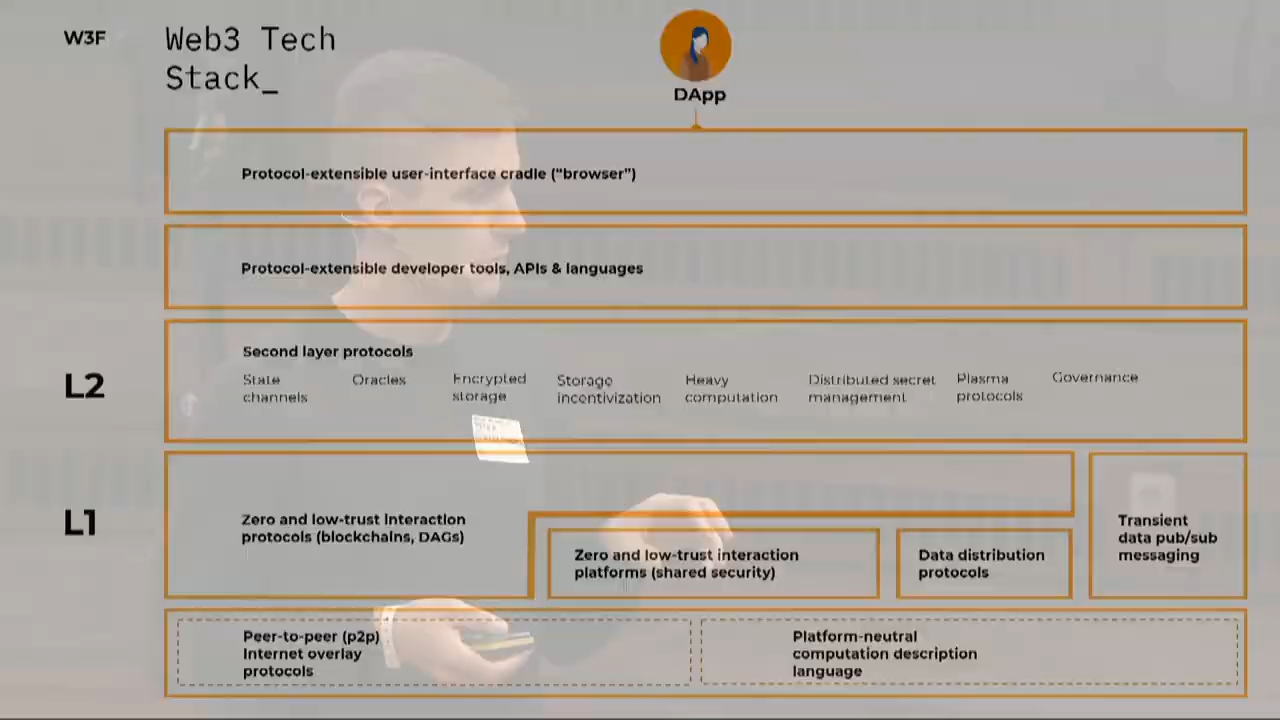 W3F
Web3 Tech
Stack_
DApp
Protocol-extensible user-interface cradle ("browser")
Protocol-extensible developer tools, APIs & languages
L2
Second layer protocols
State
channels
Oracles
Encrypted
storage
Storage
incentivization
Heavy
computation
Distributed secret
management
Plasma
protocols
Governance
L1
Zero and low-trust interaction
protocols (blockchains, DAGs)
Zero and low-trust interaction
platforms (shared security)
Data distribution
protocols
Transient
data pub/sub
messaging
Peer-to-peer (p2p)
Internet overlay
protocols
Platform-neutral
computation description
language